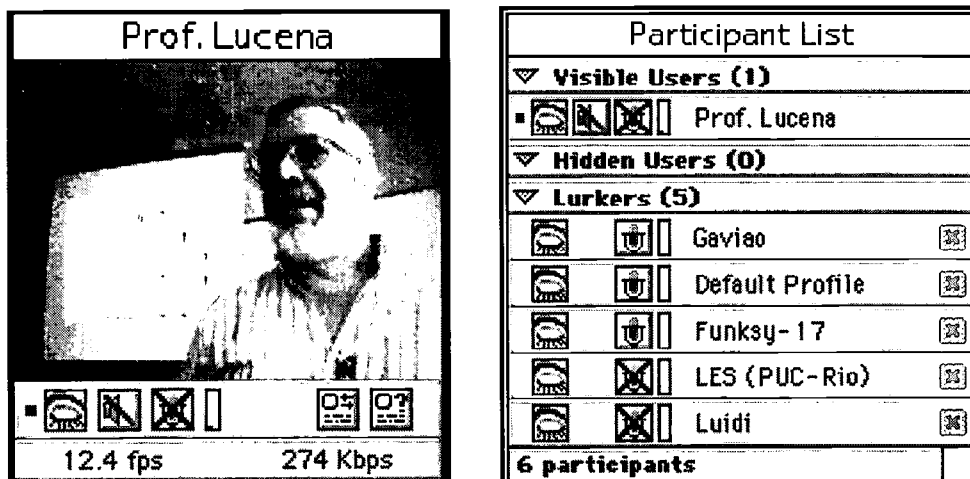 Prof. Lucena
12.4 fps
274 Kbps
Participant List
Visible Users (1)
Prof. Lucena
Hidden Users (0)
Lurkers (5)
Gaviao
Default Profile
Funksy-17
LES (PUC-Rio)
Luidi
6 participants